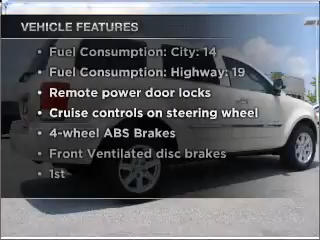 VEHICLE FEATURES
• Fuel Consumption: City: 14
• Fuel Consumption: Highway: 19
• Remote power door locks
• Cruise controls on steering wheel
• 4-wheel ABS Brakes
• Front Ventilated disc brakes
• 1st